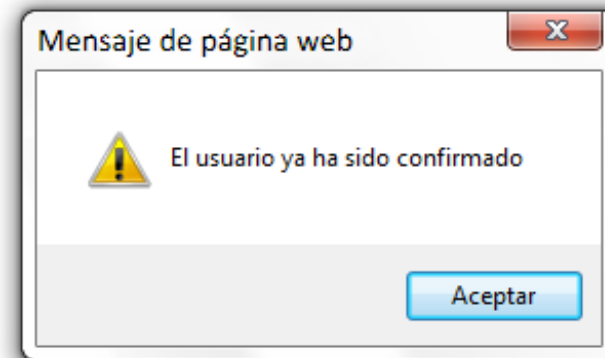 Mensaje de página web
El usuario ya ha sido confirmado
Aceptar